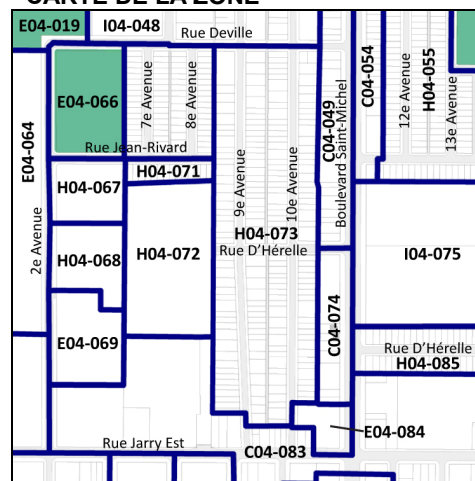 CARTE DE LA ZONE
E04-019
I04-048
Rue Deville
E04-066
7e Avenue
8e Avenue
E04-064
C04-049
Boulevard Saint-Michel
C04-054
12e Avenue
H04-055
13e Avenue
Rue Jean-Rivard
H04-071
H04-067
2e Avenue
9e Avenue
10e Avenue
H04-073
Rue D'Hérelle
H04-072
H04-068
I04-075
E04-069
C04-074
Rue D'Hérelle
H04-085
E04-084
Rue Jarry Est
C04-083